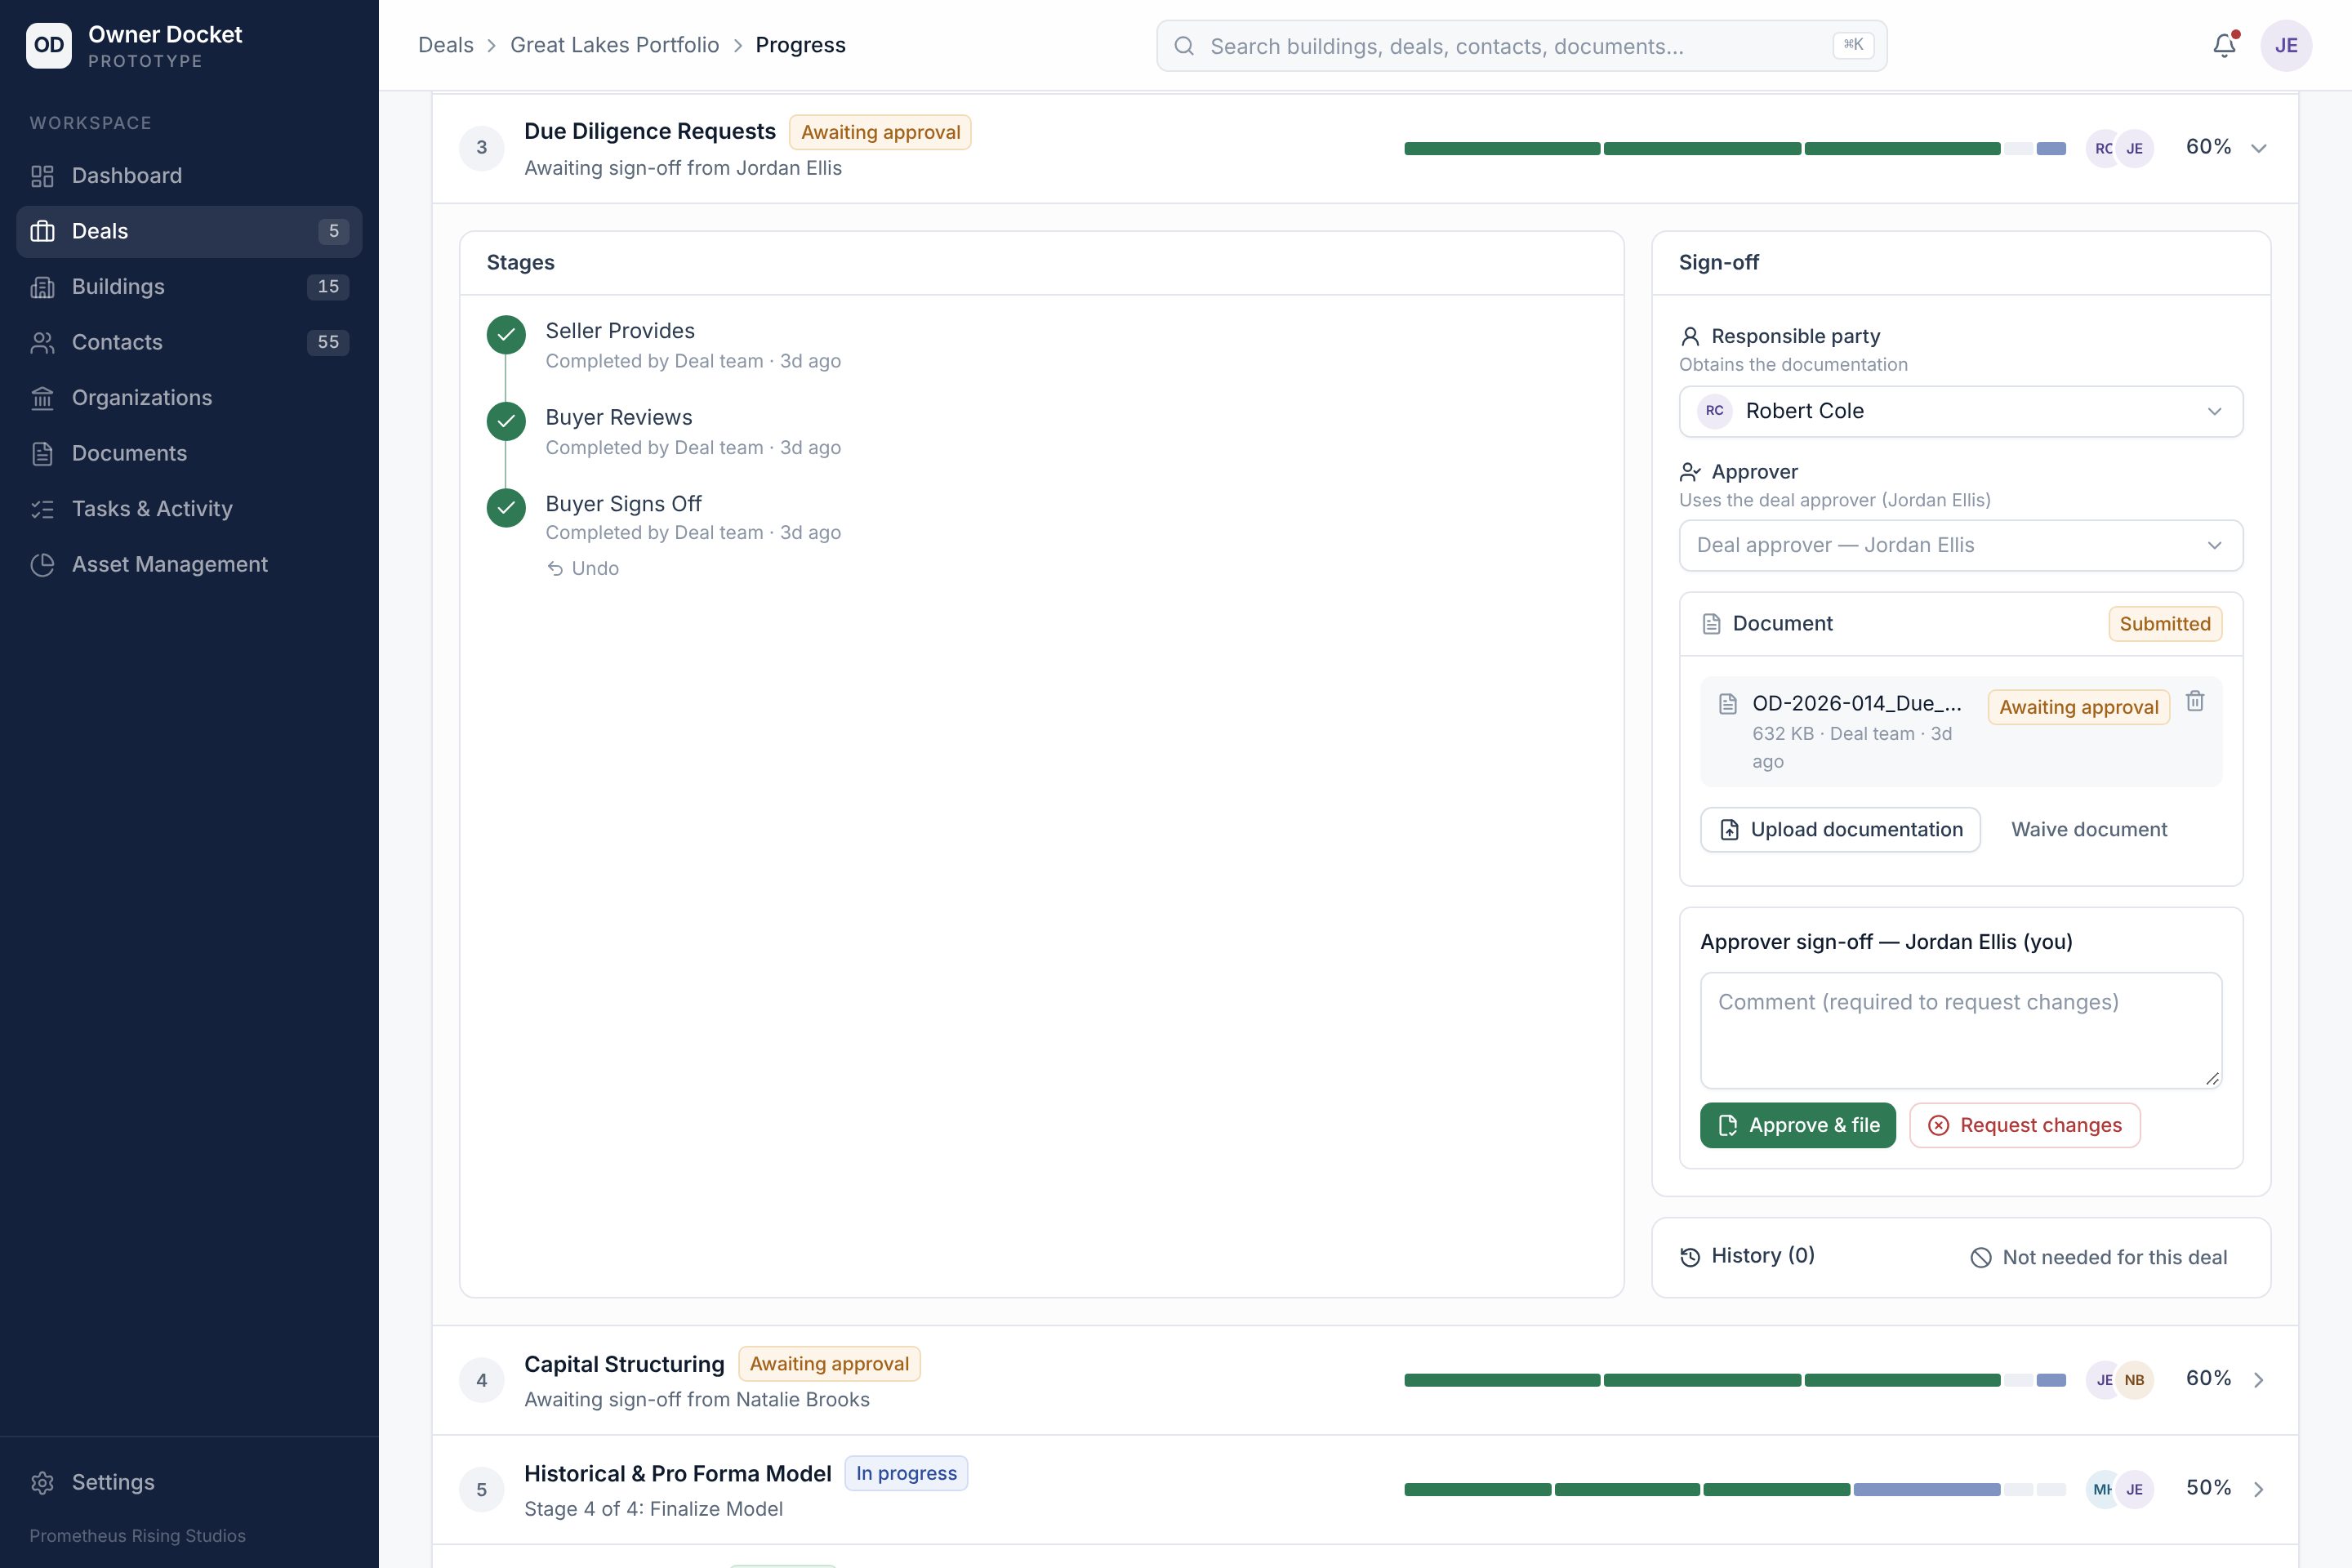 OD
Owner Docket
PROTOTYPE
WORKSPACE
Dashboard
Deals 5
Buildings 15
Contacts 55
Organizations
Documents
Tasks & Activity
Asset Management
Settings
Prometheus Rising Studios
Deals > Great Lakes Portfolio > Progress
Search buildings, deals, contacts, documents... ⌘K
JE
3
Due Diligence Requests Awaiting approval
Awaiting sign-off from Jordan Ellis
RC JE 60%
Stages
Seller Provides
Completed by Deal team · 3d ago
Buyer Reviews
Completed by Deal team · 3d ago
Buyer Signs Off
Completed by Deal team · 3d ago
Undo
Sign-off
Responsible party
Obtains the documentation
RC Robert Cole
Approver
Uses the deal approver (Jordan Ellis)
Deal approver — Jordan Ellis
Document Submitted
OD-2026-014_Due_... Awaiting approval
632 KB · Deal team · 3d
ago
Upload documentation Waive document
Approver sign-off — Jordan Ellis (you)
Comment (required to request changes)
Approve & file Request changes
History (0) Not needed for this deal
4
Capital Structuring Awaiting approval
Awaiting sign-off from Natalie Brooks
JE NB 60%
5
Historical & Pro Forma Model In progress
Stage 4 of 4: Finalize Model
MH JE 50%